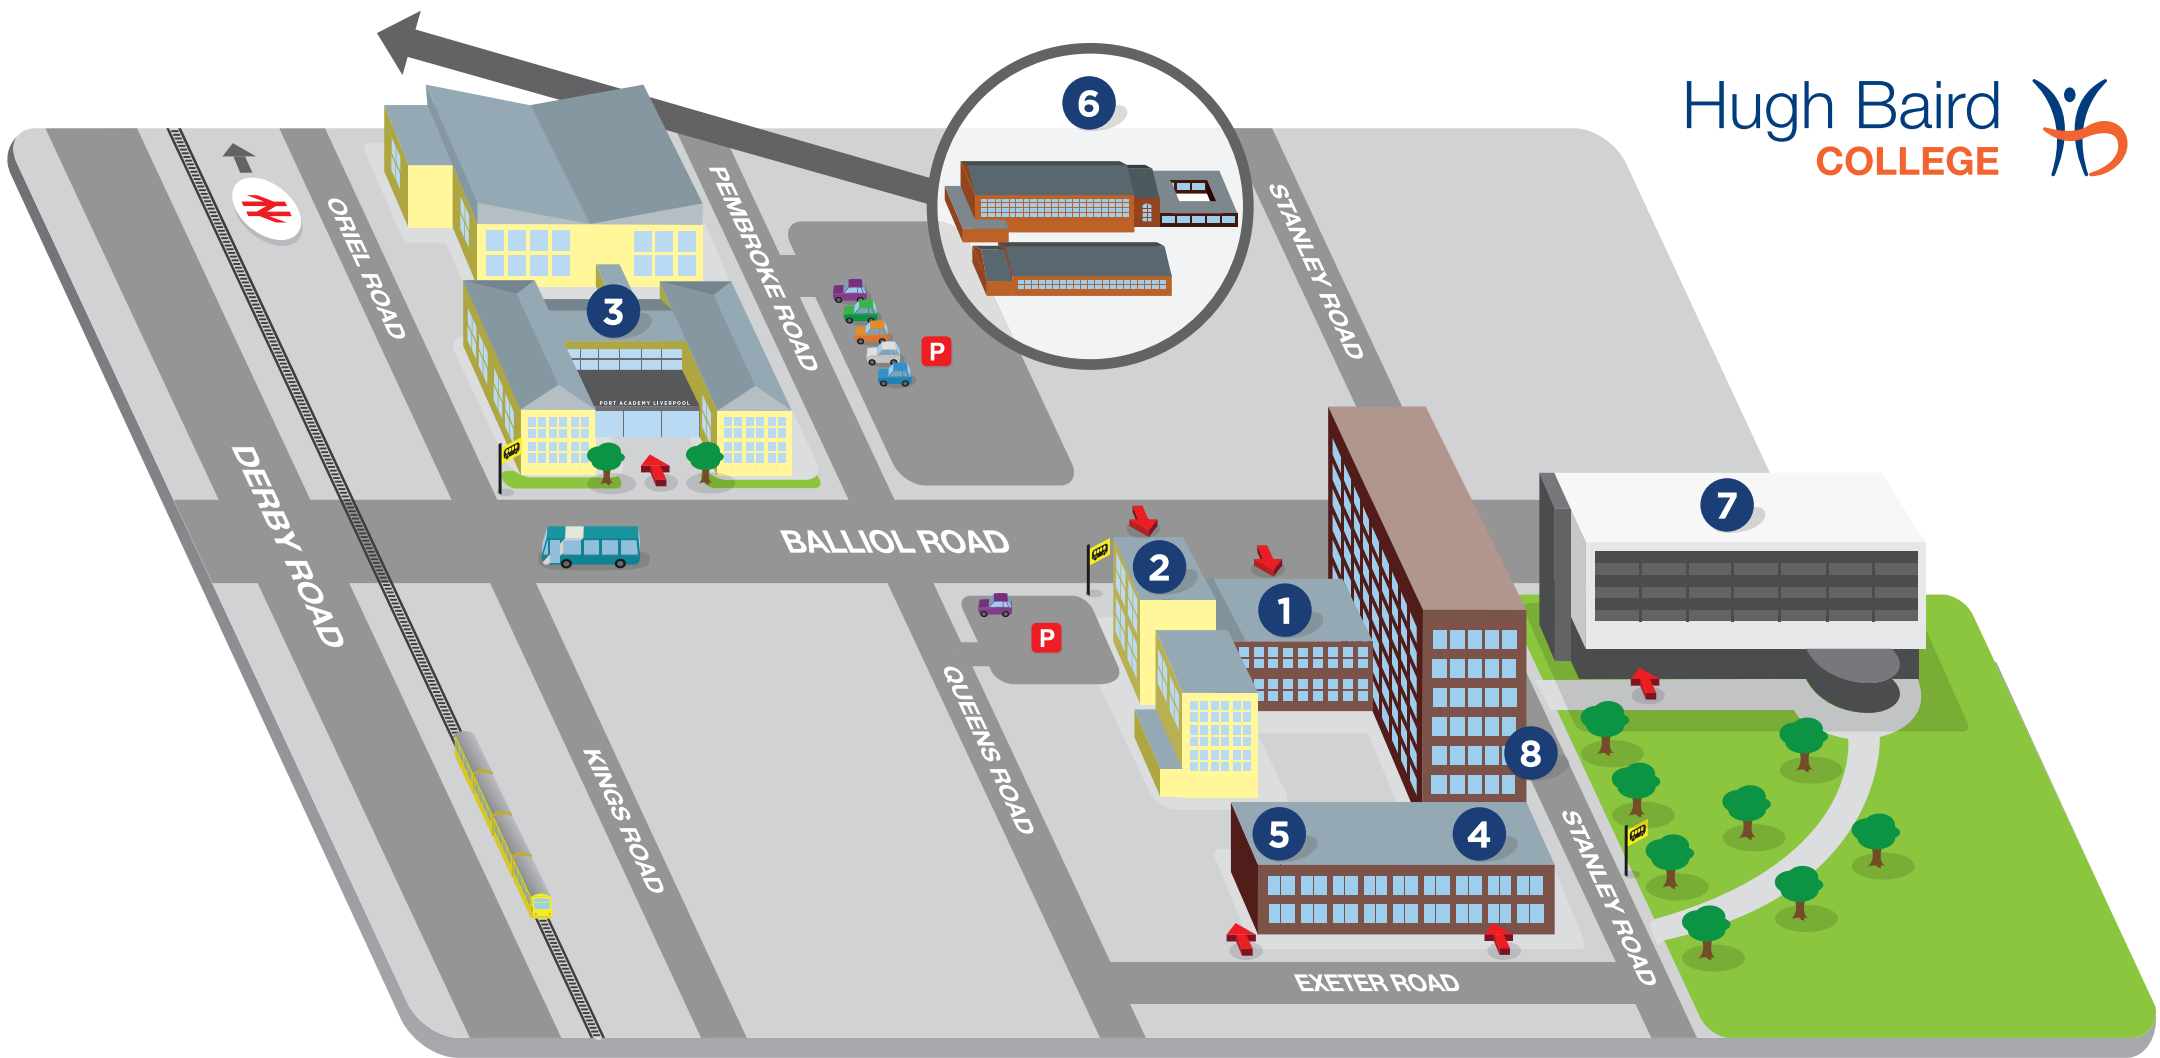 Hugh Baird
COLLEGE
6
ORIEL ROAD
PEMBROKE ROAD
STANLEY ROAD
3
P
PORT ACADEMY LIVERPOOL
DERBY ROAD
BALLIOL ROAD
7
2
1
P
QUEENS ROAD
KINGS ROAD
8
5
4
STANLEY ROAD
EXETER ROAD